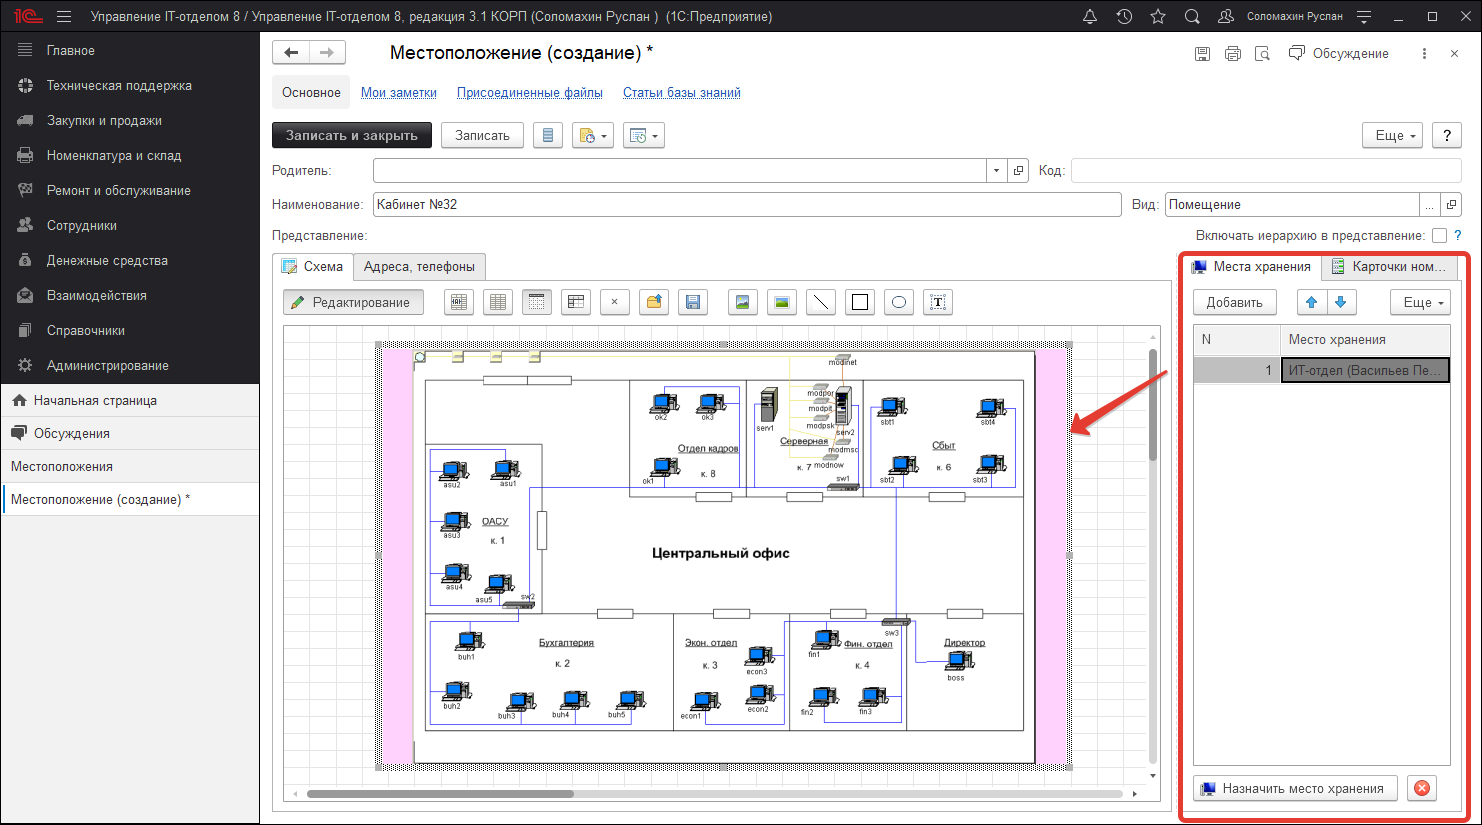 1C Управление IT-отделом 8 / Управление IT-отделом 8, редакция 3.1 КОРП (Соломахин Руслан ) (1С:Предприятие)
Соломахин Руслан
Главное
Техническая поддержка
Закупки и продажи
Номенклатура и склад
Ремонт и обслуживание
Сотрудники
Денежные средства
Взаимодействия
Справочники
Администрирование
Начальная страница
Обсуждения
Местоположения
Местоположение (создание) *
Местоположение (создание) *
Обсуждение
Основное Мои заметки Присоединенные файлы Статьи базы знаний
Записать и закрыть Записать Еще ?
Родитель: Код:
Наименование: Кабинет №32 Вид: Помещение ...
Представление: Включать иерархию в представление: ?
Схема Адреса, телефоны
Редактирование
modinet
ok2 ok3
serv1
modpor
modpit
modpsk
serv2
sbt1 sbt4
Отдел кадров
Серверная
Сбыт
modmsc
ok1
к. 8
к. 7
modnow
к. 6
sbt2 sbt3
sw1
asu2 asu1
ОАСУ
asu3
к. 1
asu4
asu5
sw2
Центральный офис
sw3
buh1
Бухгалтерия
Экон. отдел
fin1
Фин. отдел
Директор
к. 2
к. 3
econ3
к. 4
boss
buh2
buh3 buh4 buh5
econ1 econ2
fin2 fin3
Места хранения Карточки ном...
Добавить Еще
N Место хранения
1 ИТ-отдел (Васильев Пе...
Назначить место хранения